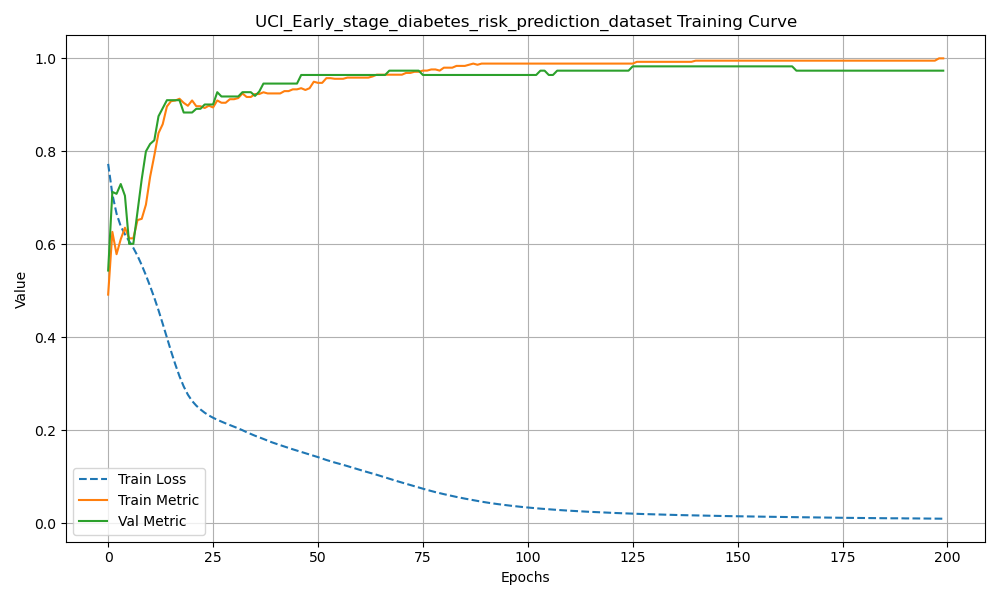 UCI_Early_stage_diabetes_risk_prediction_dataset Training Curve
Value
1.0
0.8
0.6
0.4
0.2
0.0
Train Loss
Train Metric
Val Metric
0 25 50 75 100 125 150 175 200
Epochs